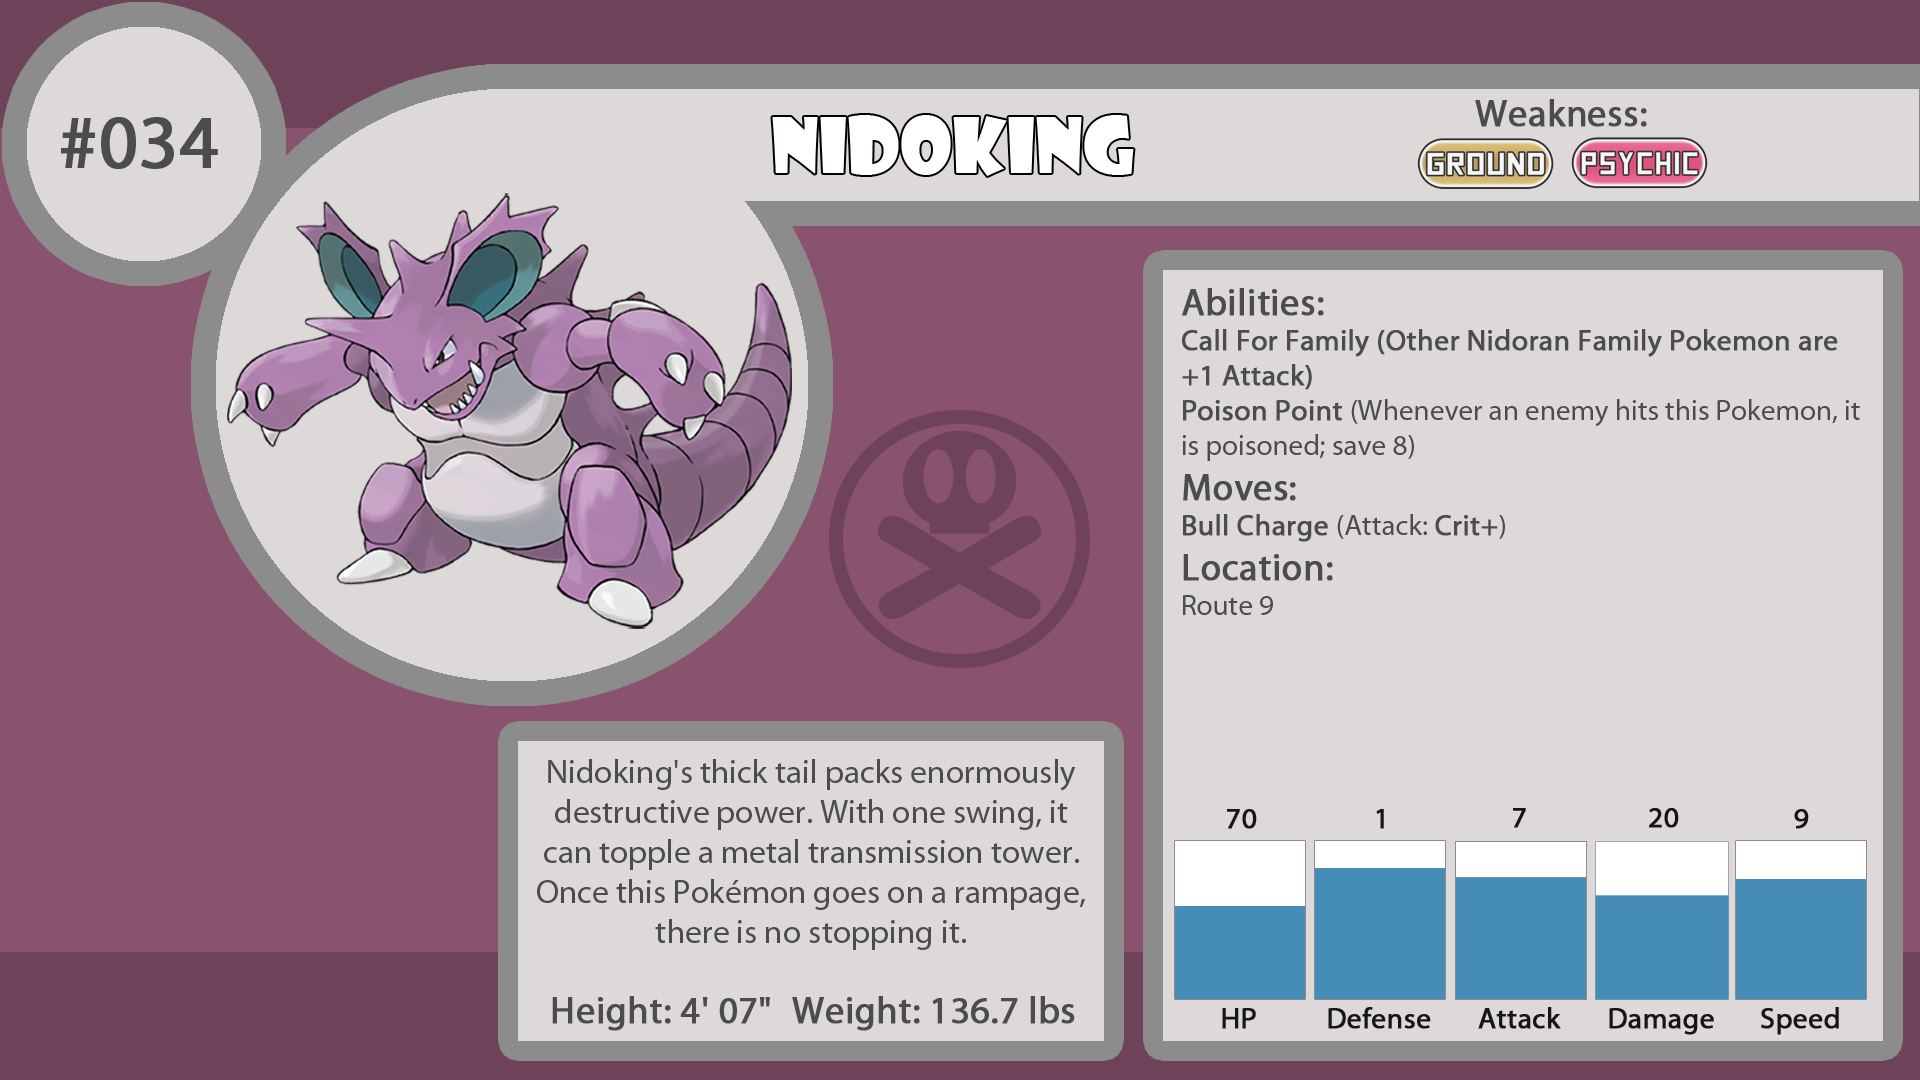 #034
NIDOKING
Weakness:
GROUND PSYCHIC
Abilities:
Call For Family (Other Nidoran Family Pokemon are
+1 Attack)
Poison Point (Whenever an enemy hits this Pokemon, it
is poisoned; save 8)
Moves:
Bull Charge (Attack: Crit+)
Location:
Route 9
Nidoking's thick tail packs enormously
destructive power. With one swing, it
can topple a metal transmission tower.
Once this Pokémon goes on a rampage,
there is no stopping it.
Height: 4' 07" Weight: 136.7 lbs
70 1 7 20 9
HP Defense Attack Damage Speed